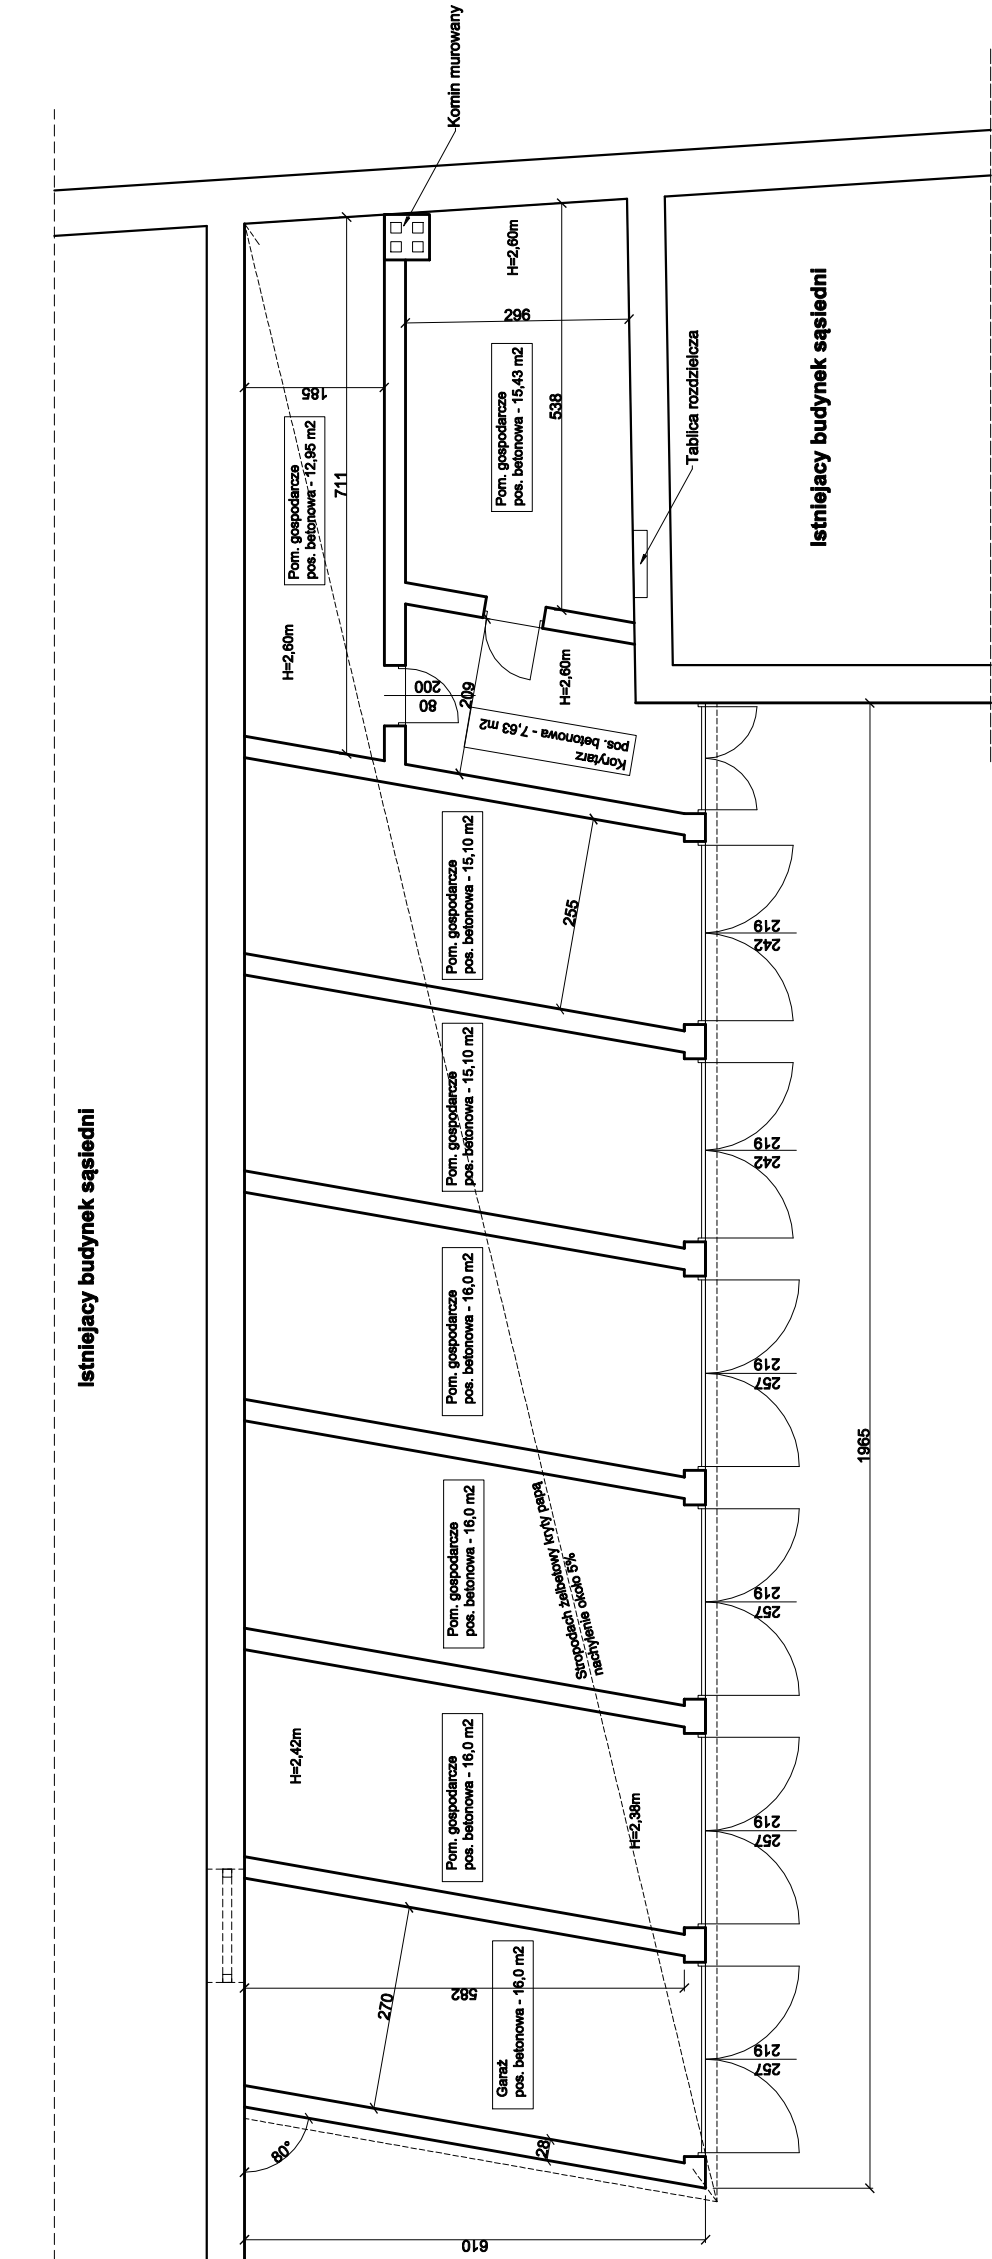 Komin murowany
H=2,60m
296
538
Pom. gospodarcze
pos. betonowa - 15,43 m2
185
711
Pom. gospodarcze
pos. betonowa - 12,95 m2
H=2,60m
Tablica rozdzielcza
Istniejacy budynek sąsiedni
80
200
209
H=2,60m
Korytarz
pos. betonowa - 7,63 m2
Pom. gospodarcze
pos. betonowa - 15,10 m2
255
242
219
Pom. gospodarcze
pos. betonowa - 15,10 m2
242
219
Istniejacy budynek sąsiedni
Pom. gospodarcze
pos. betonowa - 16,0 m2
257
219
1965
Pom. gospodarcze
pos. betonowa - 16,0 m2
257
219
Stropodach żelbetowy kryty papą
nachylenie około 5%
H=2,42m
Pom. gospodarcze
pos. betonowa - 16,0 m2
H=2,38m
257
219
Garaż
pos. betonowa - 16,0 m2
270
582
257
219
80°
28
610